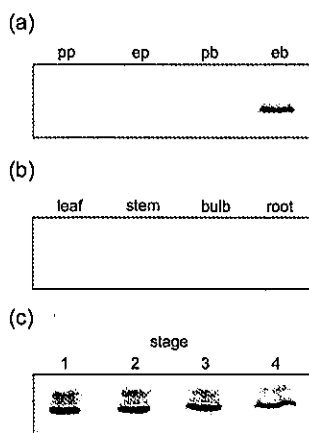 (a)
pp ep pb eb
(b)
leaf stem bulb root
(c)
stage
1 2 3 4